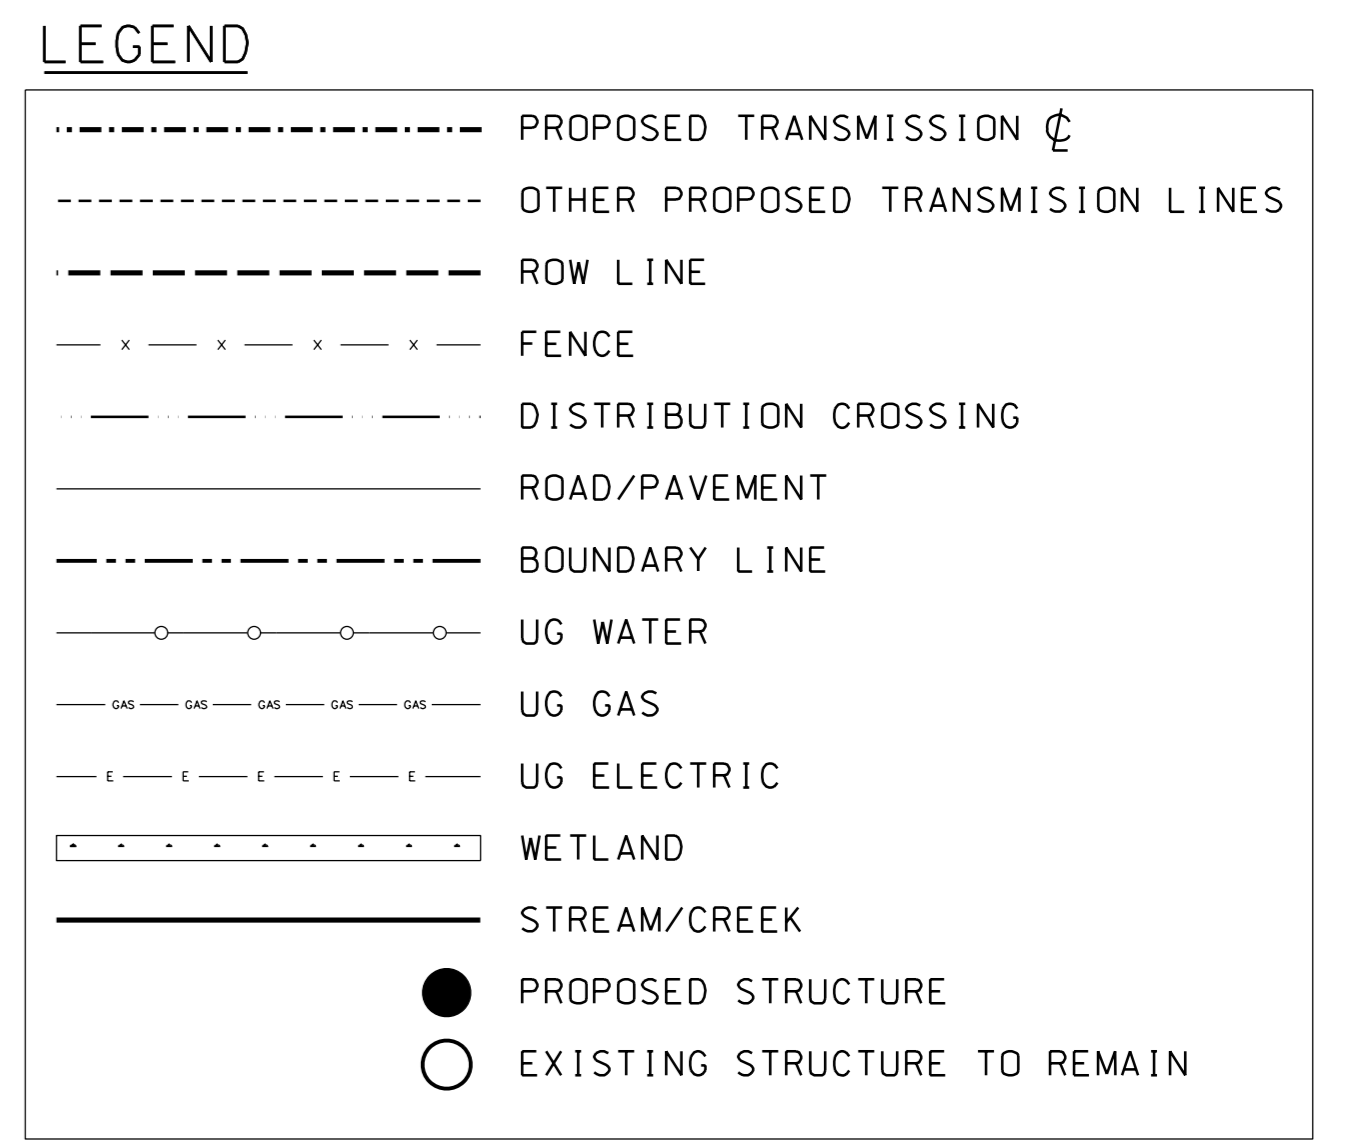 LEGEND
PROPOSED TRANSMISSION ℄
OTHER PROPOSED TRANSMISION LINES
ROW LINE
X X X X FENCE
DISTRIBUTION CROSSING
ROAD/PAVEMENT
BOUNDARY LINE
UG WATER
GAS GAS GAS GAS GAS UG GAS
E E E E E UG ELECTRIC
WETLAND
STREAM/CREEK
PROPOSED STRUCTURE
EXISTING STRUCTURE TO REMAIN